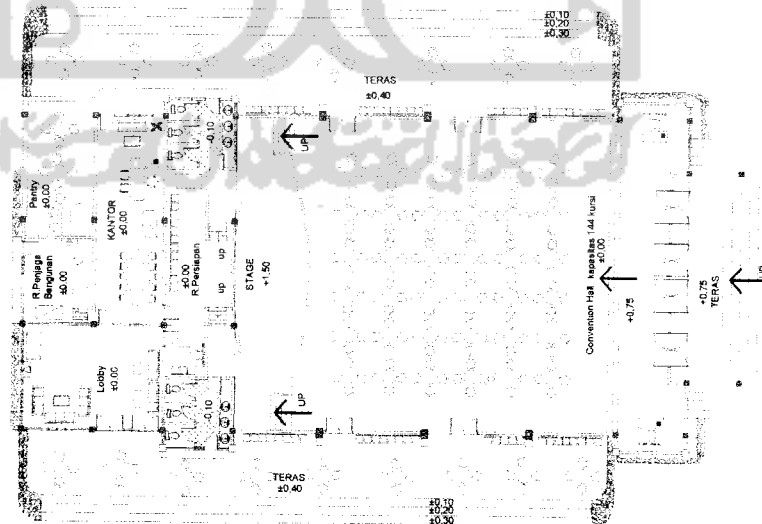 ±0,10
±0,20
±0,30
TERAS
±0,40
-0,10
UP
Pantry
±0,00
KANTOR
±0,00
R.Penjaga
Bangunan
±0,00
±0,00
R.Persiapan
up
up
STAGE
+1,50
Convention Hall kapasitas 144 kursi
±0,00
+0,75
+0,75
TERAS
UP
Lobby
±0,00
-0,10
UP
TERAS
±0,40
±0,10
±0,20
±0,30